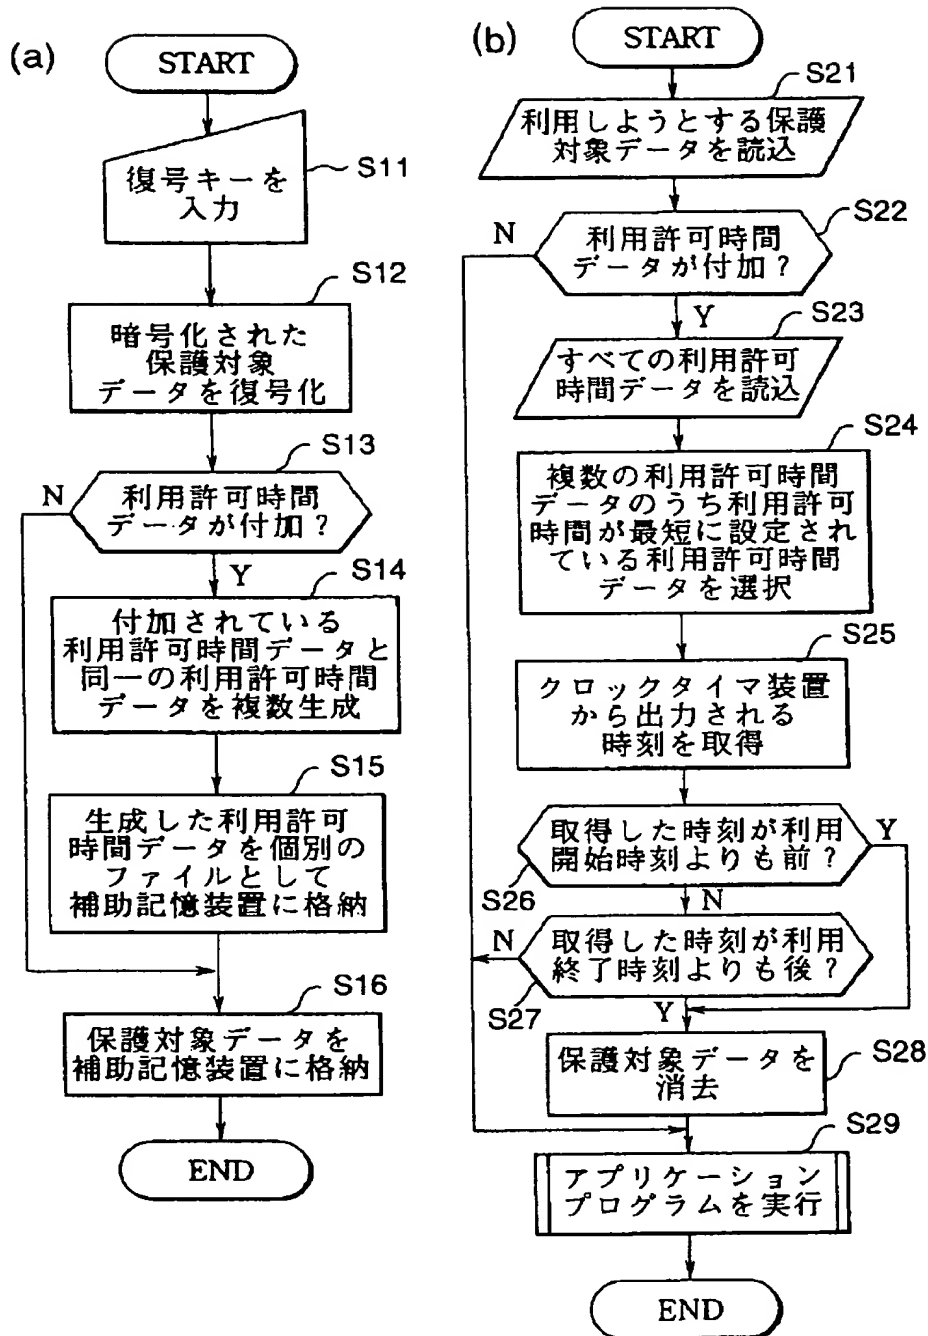 (a)
START
復号キーを
入力
S11
S12
暗号化された
保護対象
データを復号化
S13
N
利用許可時間
データが付加?
Y
S14
付加されている
利用許可時間データと
同一の利用許可時間
データを複数生成
S15
生成した利用許可
時間データを個別の
ファイルとして
補助記憶装置に格納
S16
保護対象データを
補助記憶装置に格納
END
(b)
START
S21
利用しようとする保護
対象データを読込
S22
N
利用許可時間
データが付加?
Y
S23
すべての利用許可
時間データを読込
S24
複数の利用許可時間
データのうち利用許可
時間が最短に設定され
ている利用許可時間
データを選択
S25
クロックタイマ装置
から出力される
時刻を取得
取得した時刻が利用
開始時刻よりも前?
Y
S26
N
N
取得した時刻が利用
終了時刻よりも後?
S27
Y
保護対象データを
消去
S28
S29
アプリケーション
プログラムを実行
END